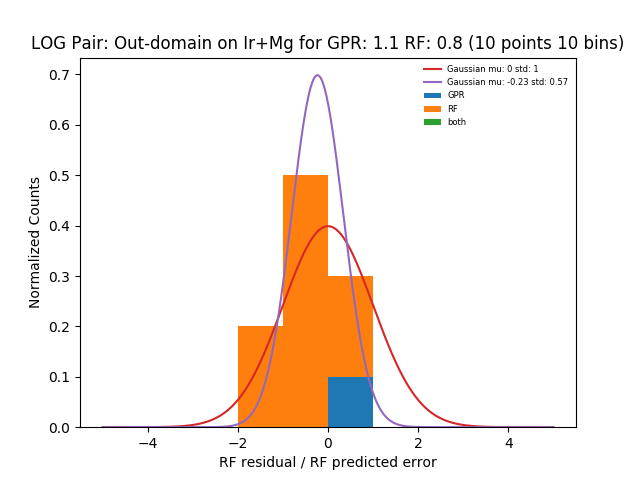 LOG Pair: Out-domain on Ir+Mg for GPR: 1.1 RF: 0.8 (10 points 10 bins)
Gaussian mu: 0 std: 1
Gaussian mu: -0.23 std: 0.57
GPR
RF
both
Normalized Counts
0.7
0.6
0.5
0.4
0.3
0.2
0.1
0.0
−4 −2 0 2 4
RF residual / RF predicted error